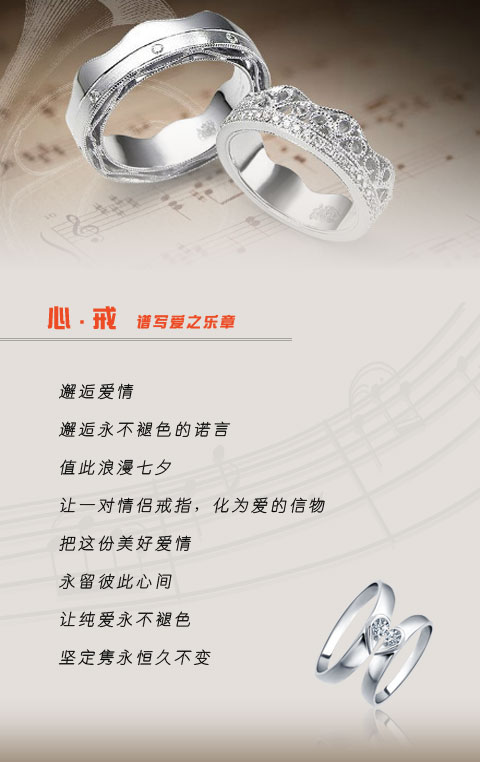 心·戒 谱写爱之乐章
邂逅爱情
邂逅永不褪色的诺言
值此浪漫七夕
让一对情侣戒指，化为爱的信物
把这份美好爱情
永留彼此心间
让纯爱永不褪色
坚定隽永恒久不变